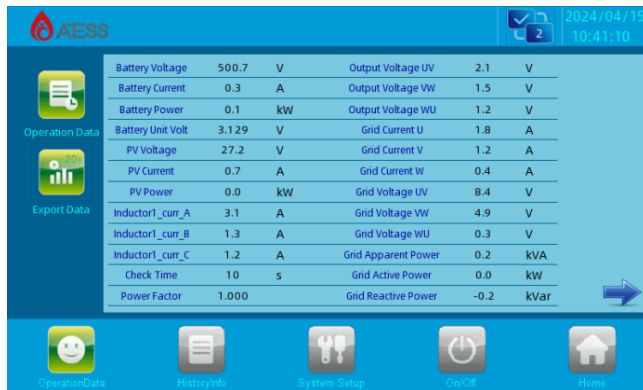 ATESS
2
2024/04/15
10:41:10
Battery Voltage 500.7 V Output Voltage UV 2.1 V
Battery Current 0.3 A Output Voltage VW 1.5 V
Battery Power 0.1 kW Output Voltage WU 1.2 V
Battery Unit Volt 3.129 V Grid Current U 1.8 A
PV Voltage 27.2 V Grid Current V 1.2 A
PV Current 0.7 A Grid Current W 0.4 A
PV Power 0.0 kW Grid Voltage UV 8.4 V
Inductor1_curr_A 3.1 A Grid Voltage VW 4.9 V
Inductor1_curr_B 1.3 A Grid Voltage WU 0.3 V
Inductor1_curr_C 1.2 A Grid Apparent Power 0.2 kVA
Check Time 10 s Grid Active Power 0.0 kW
Power Factor 1.000 Grid Reactive Power -0.2 kVar
Operation Data
20y
Export Data
OperationData
HistoryInfo
System Setup
On/Off
Home